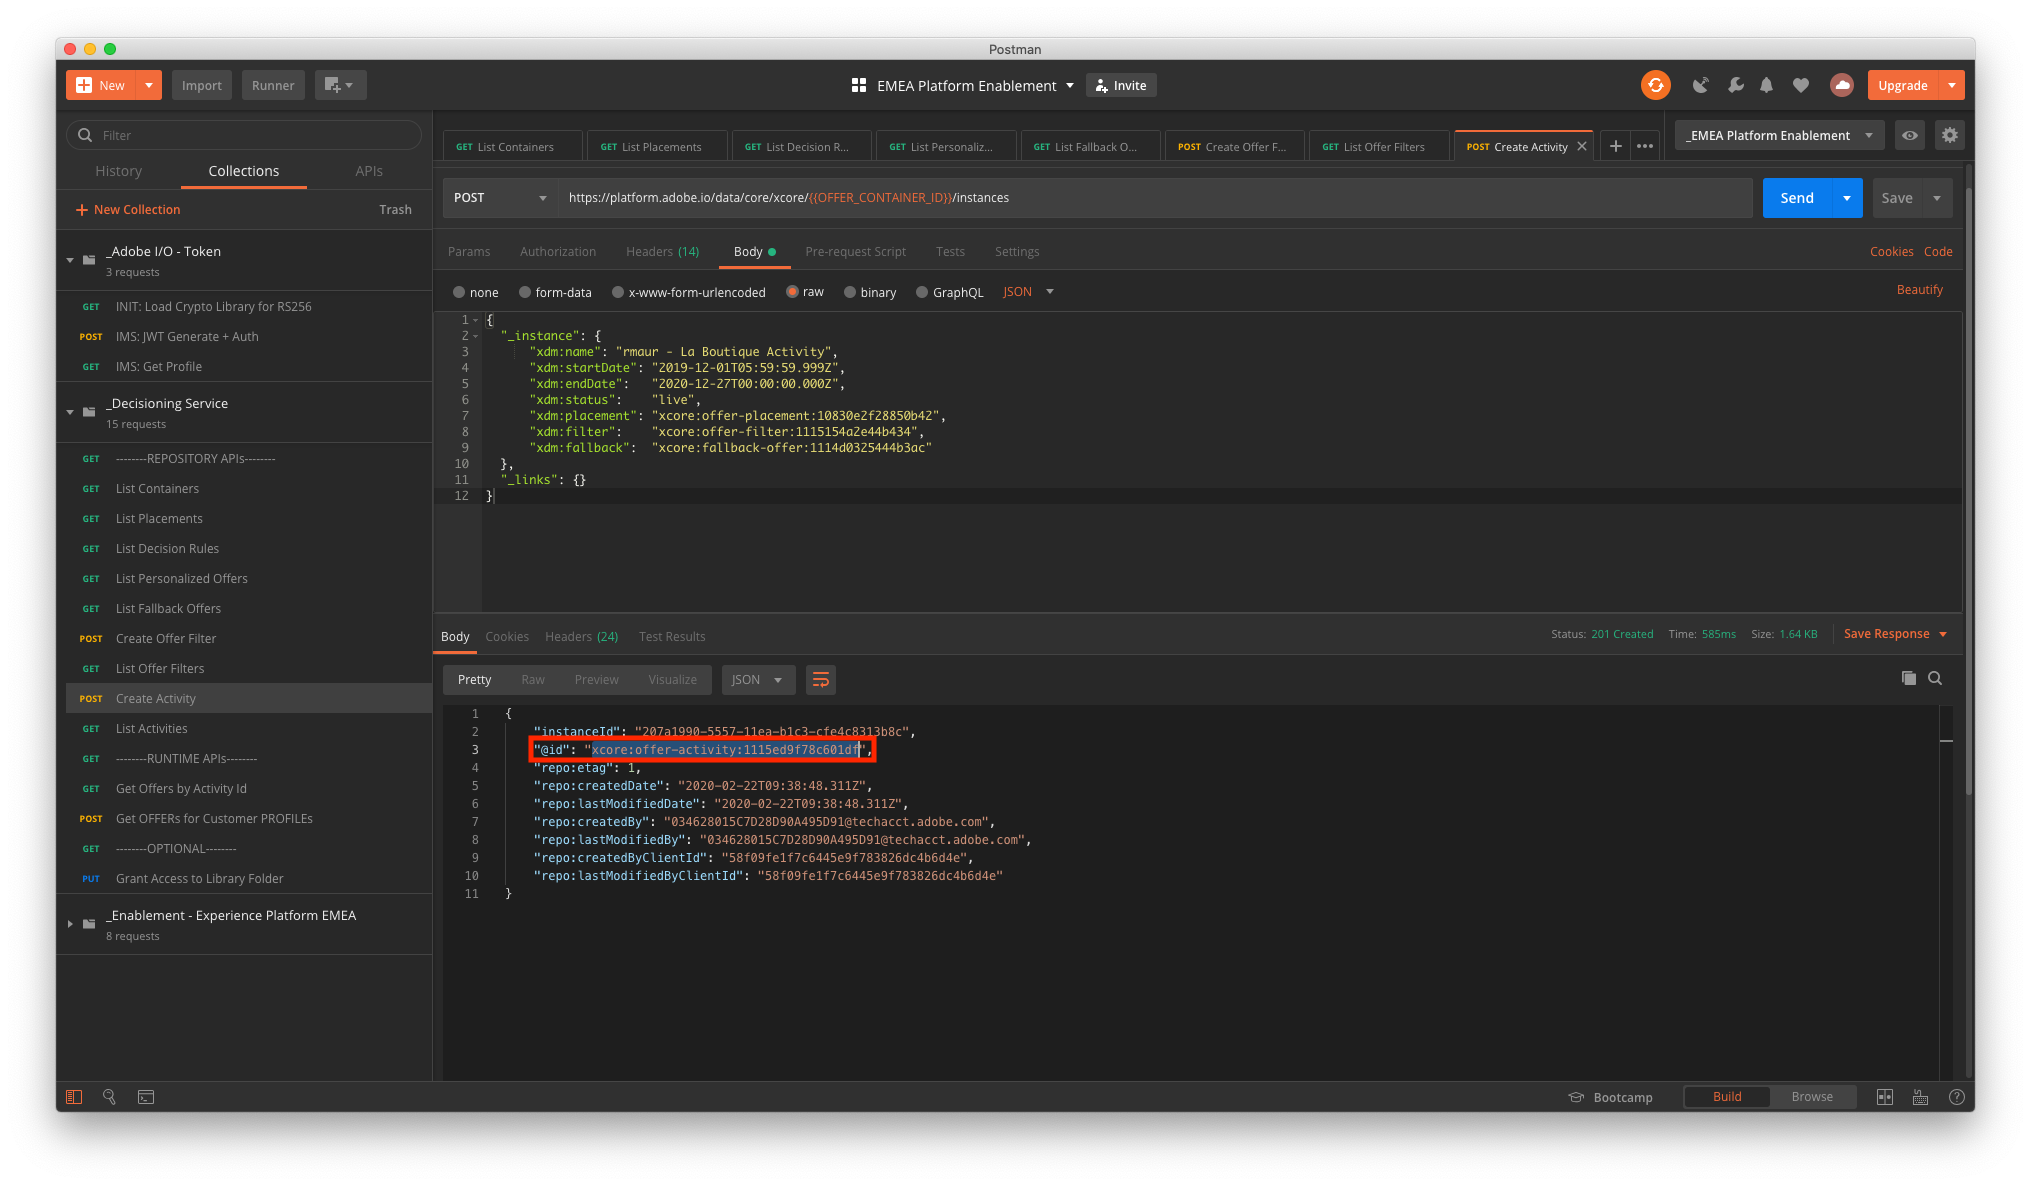 Postman
New
Import
Runner
EMEA Platform Enablement
Invite
Upgrade
Filter
History
Collections
APIs
New Collection
Trash
_Adobe I/O - Token
3 requests
GET INIT: Load Crypto Library for RS256
POST IMS: JWT Generate + Auth
GET IMS: Get Profile
_Decisioning Service
15 requests
GET --------REPOSITORY APIs--------
GET List Containers
GET List Placements
GET List Decision Rules
GET List Personalized Offers
GET List Fallback Offers
POST Create Offer Filter
GET List Offer Filters
POST Create Activity
GET List Activities
GET --------RUNTIME APIs--------
GET Get Offers by Activity Id
POST Get OFFERs for Customer PROFILEs
GET --------OPTIONAL--------
PUT Grant Access to Library Folder
_Enablement - Experience Platform EMEA
8 requests
GET List Containers
GET List Placements
GET List Decision R...
GET List Personaliz...
GET List Fallback O...
POST Create Offer F...
GET List Offer Filters
POST Create Activity
_EMEA Platform Enablement
POST
https://platform.adobe.io/data/core/xcore/{{OFFER_CONTAINER_ID}}/instances
Send
Save
Params
Authorization
Headers (14)
Body
Pre-request Script
Tests
Settings
Cookies
Code
none
form-data
x-www-form-urlencoded
raw
binary
GraphQL
JSON
Beautify
1 {
2 "_instance": {
3 "xdm:name": "rmaur - La Boutique Activity",
4 "xdm:startDate": "2019-12-01T05:59:59.999Z",
5 "xdm:endDate": "2020-12-27T00:00:00.000Z",
6 "xdm:status": "live",
7 "xdm:placement": "xcore:offer-placement:10830e2f28850b42",
8 "xdm:filter": "xcore:offer-filter:1115154a2e44b434",
9 "xdm:fallback": "xcore:fallback-offer:1114d0325444b3ac"
10 },
11 "_links": {}
12 }
Body
Cookies
Headers (24)
Test Results
Status: 201 Created
Time: 585ms
Size: 1.64 KB
Save Response
Pretty
Raw
Preview
Visualize
JSON
1 {
2 "instanceId": "207a1990-5557-11ea-b1c3-cfe4c8313b8c",
3 "@id": "xcore:offer-activity:1115ed9f78c601df",
4 "repo:etag": 1,
5 "repo:createdDate": "2020-02-22T09:38:48.311Z",
6 "repo:lastModifiedDate": "2020-02-22T09:38:48.311Z",
7 "repo:createdBy": "034628015C7D28D90A495D91@techacct.adobe.com",
8 "repo:lastModifiedBy": "034628015C7D28D90A495D91@techacct.adobe.com",
9 "repo:createdByClientId": "58f09fe1f7c6445e9f783826dc4b6d4e",
10 "repo:lastModifiedByClientId": "58f09fe1f7c6445e9f783826dc4b6d4e"
11 }
Bootcamp
Build
Browse